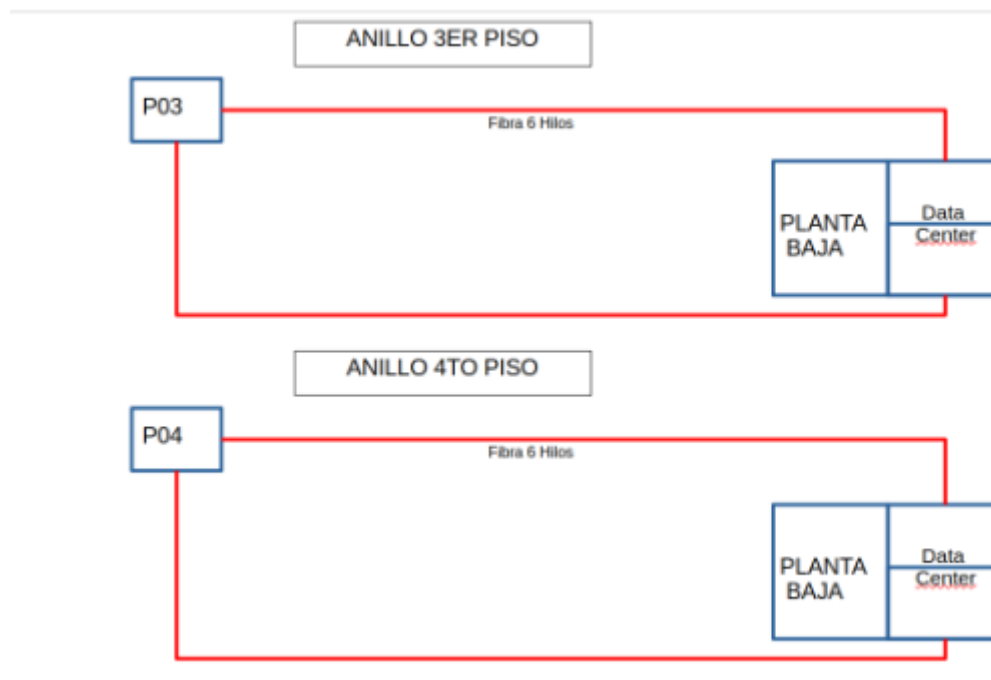 ANILLO 3ER PISO
P03
Fibra 6 Hilos
PLANTA
BAJA
Data
Center
ANILLO 4TO PISO
P04
Fibra 6 Hilos
PLANTA
BAJA
Data
Center